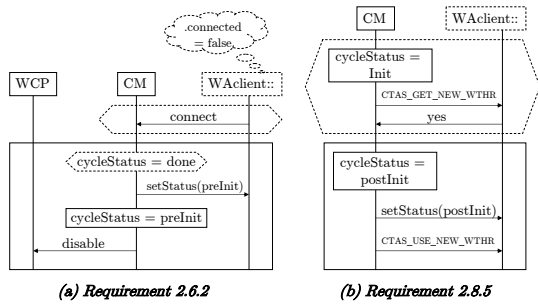 .connected
= false
WCP
CM
WAclient::
connect
cycleStatus = done
setStatus(preInit)
cycleStatus = preInit
disable
(a) Requirement 2.6.2
CM
WAclient::
cycleStatus =
Init
CTAS_GET_NEW_WTHR
yes
cycleStatus =
postInit
setStatus(postInit)
CTAS_USE_NEW_WTHR
(b) Requirement 2.8.5